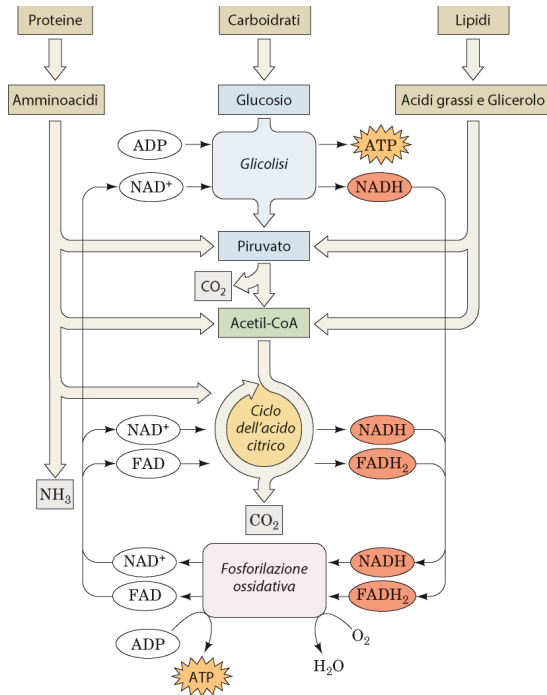 Proteine
Carboidrati
Lipidi
Amminoacidi
Glucosio
Acidi grassi e Glicerolo
ADP
Glicolisi
ATP
NAD⁺
NADH
Piruvato
CO₂
Acetil-CoA
Ciclo
dell'acido
citrico
NAD⁺
NADH
FAD
FADH₂
NH₃
CO₂
NAD⁺
Fosforilazione
ossidativa
NADH
FAD
FADH₂
ADP
O₂
H₂O
ATP